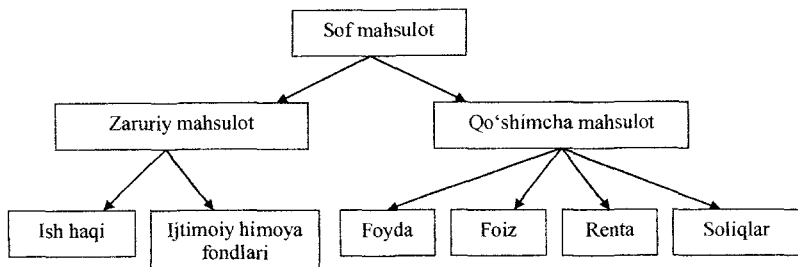 Sof mahsulot
Zaruriy mahsulot
Qo‘shimcha mahsulot
Ish haqi
Ijtimoiy himoya
fondlari
Foyda
Foiz
Renta
Soliqlar